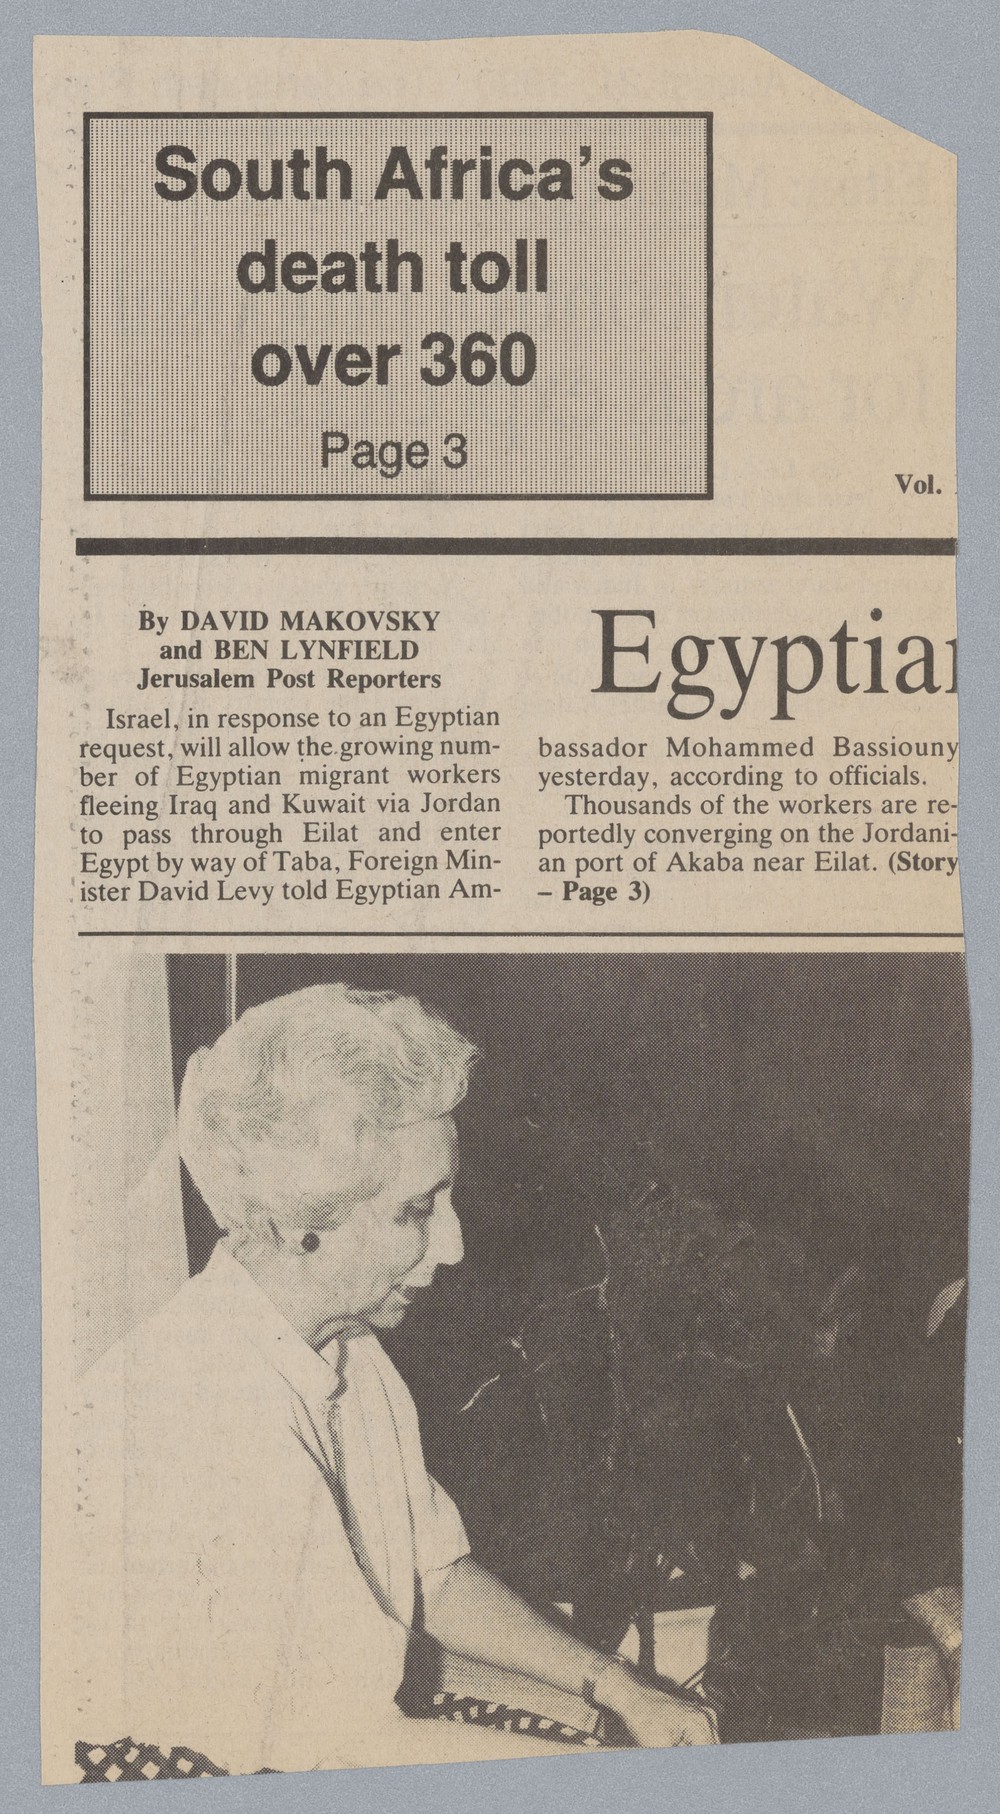 South Africa's
death toll
over 360
Page 3
Vol.
Egyptian
By DAVID MAKOVSKY
and BEN LYNFIELD
Jerusalem Post Reporters
Israel, in response to an Egyptian
request, will allow the growing num-
ber of Egyptian migrant workers
fleeing Iraq and Kuwait via Jordan
to pass through Eilat and enter
Egypt by way of Taba, Foreign Min-
ister David Levy told Egyptian Am-
bassador Mohammed Bassiouny
yesterday, according to officials.
Thousands of the workers are re-
portedly converging on the Jordani-
an port of Akaba near Eilat. (Story
– Page 3)